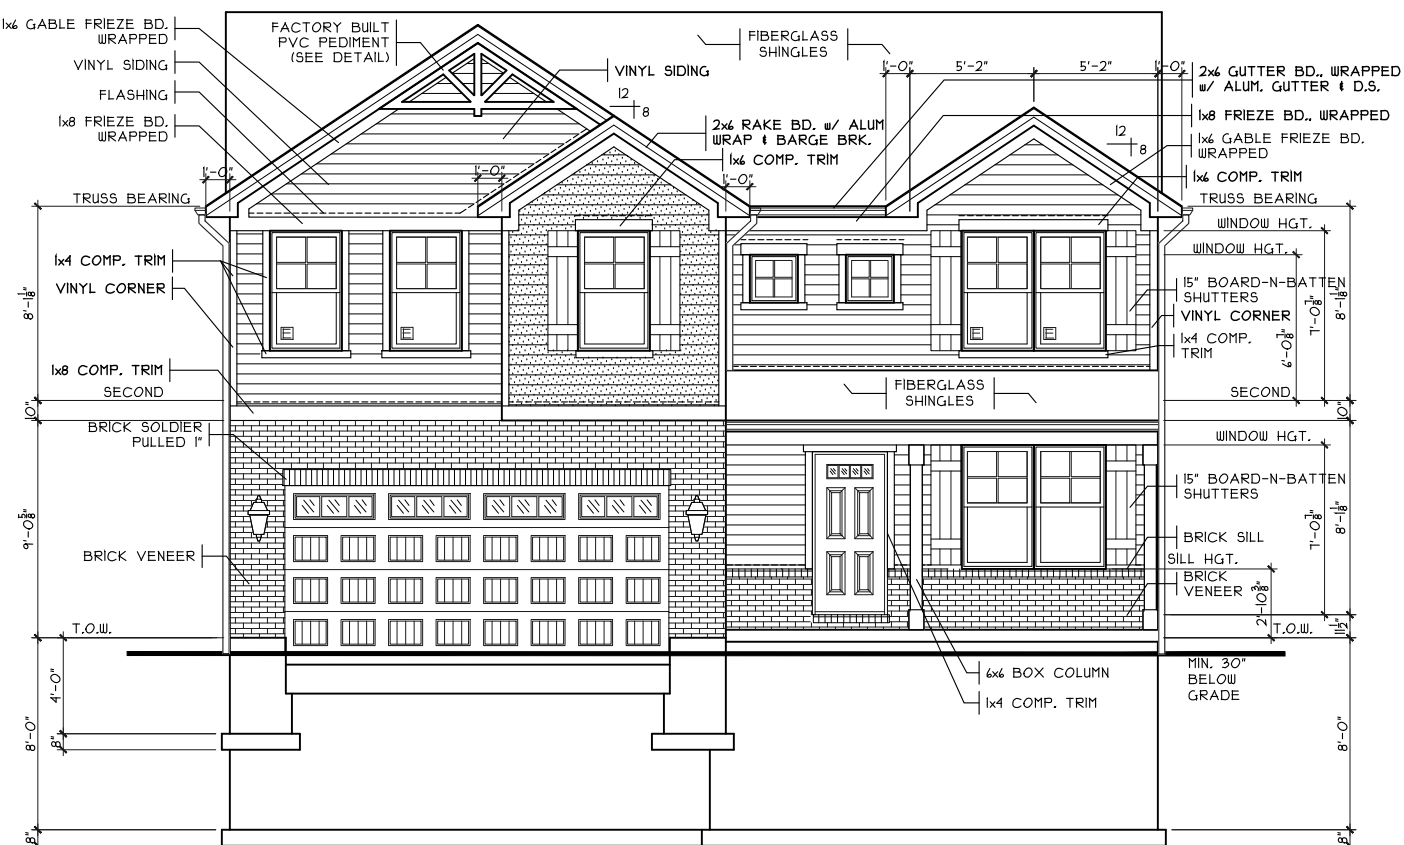 1x6 GABLE FRIEZE BD.
WRAPPED
VINYL SIDING
FLASHING
1x8 FRIEZE BD.
WRAPPED
1'-0"
TRUSS BEARING
1x4 COMP. TRIM
VINYL CORNER
8'-1 1/8"
1x8 COMP. TRIM
SECOND
10"
BRICK SOLDIER
PULLED 1"
9'-0 5/8"
BRICK VENEER
T.O.W.
4'-0"
8"
8'-0"
8"
FACTORY BUILT
PVC PEDIMENT
(SEE DETAIL)
VINYL SIDING
12
8
2x6 RAKE BD. w/ ALUM
WRAP & BARGE BRK.
1x6 COMP. TRIM
1'-0"
1'-0"
E
E
FIBERGLASS
SHINGLES
1'-0"
5'-2"
5'-2"
1'-0"
12
8
E
E
FIBERGLASS
SHINGLES
2x6 GUTTER BD., WRAPPED
w/ ALUM. GUTTER & D.S.
1x8 FRIEZE BD., WRAPPED
1x6 GABLE FRIEZE BD.
WRAPPED
1x6 COMP. TRIM
TRUSS BEARING
WINDOW HGT.
WINDOW HGT.
15" BOARD-N-BATTEN
SHUTTERS
VINYL CORNER
1x4 COMP.
TRIM
6'-0 7/8"
7'-0 7/8"
8'-1 1/8"
SECOND
10"
WINDOW HGT.
15" BOARD-N-BATTEN
SHUTTERS
7'-0 7/8"
8'-1 1/8"
BRICK SILL
SILL HGT.
BRICK
VENEER
2'-10 3/8"
T.O.W.
11 1/2"
6x6 BOX COLUMN
1x4 COMP. TRIM
MIN. 30"
BELOW
GRADE
8'-0"
8"